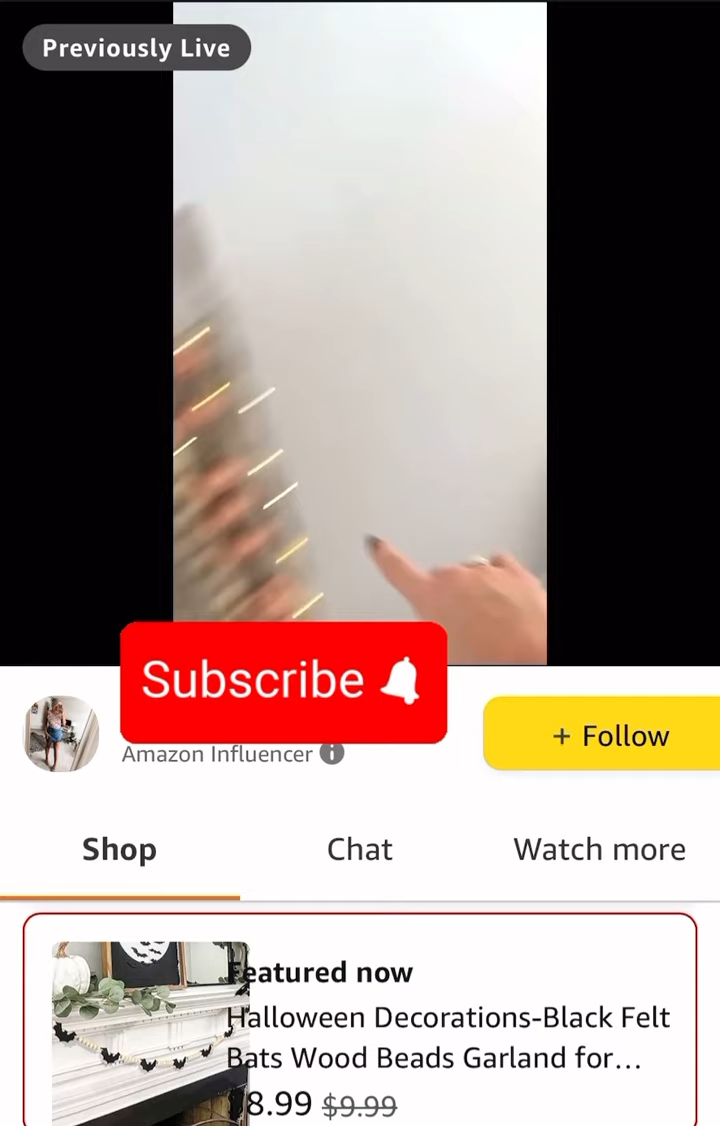 Previously Live
Subscribe
Amazon Influencer
+ Follow
Shop
Chat
Watch more
Featured now
Halloween Decorations-Black Felt
Bats Wood Beads Garland for...
8.99 $9.99